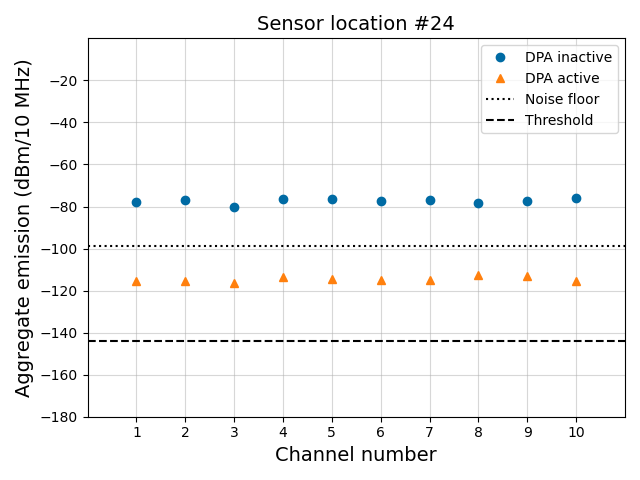 Sensor location #24
DPA inactive
DPA active
Noise floor
Threshold
Aggregate emission (dBm/10 MHz)
−20
−40
−60
−80
−100
−120
−140
−160
−180
1 2 3 4 5 6 7 8 9 10
Channel number